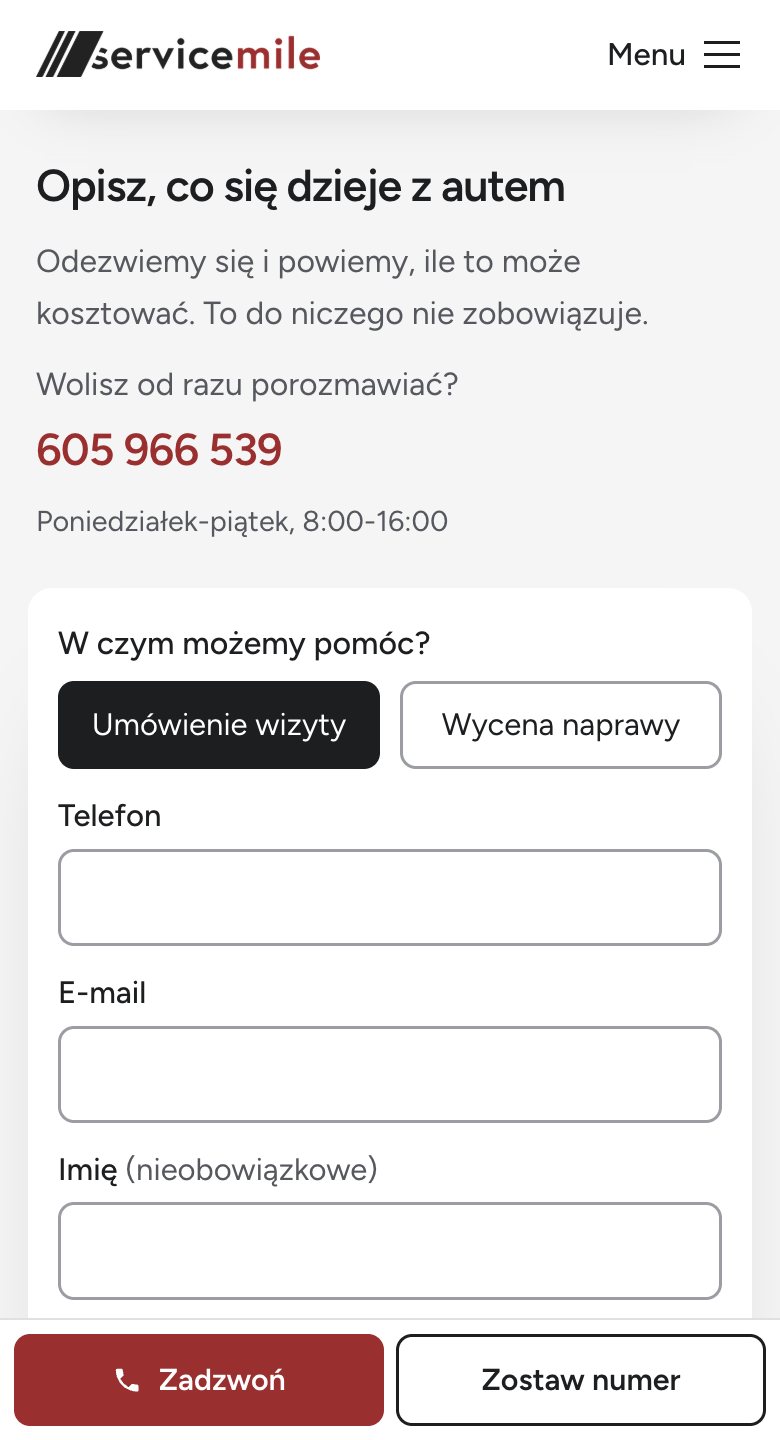 servicemile
Menu
Opisz, co się dzieje z autem
Odezwiemy się i powiemy, ile to może
kosztować. To do niczego nie zobowiązuje.
Wolisz od razu porozmawiać?
605 966 539
Poniedziałek-piątek, 8:00-16:00
W czym możemy pomóc?
Umówienie wizyty
Wycena naprawy
Telefon
E-mail
Imię (nieobowiązkowe)
Zadzwoń
Zostaw numer